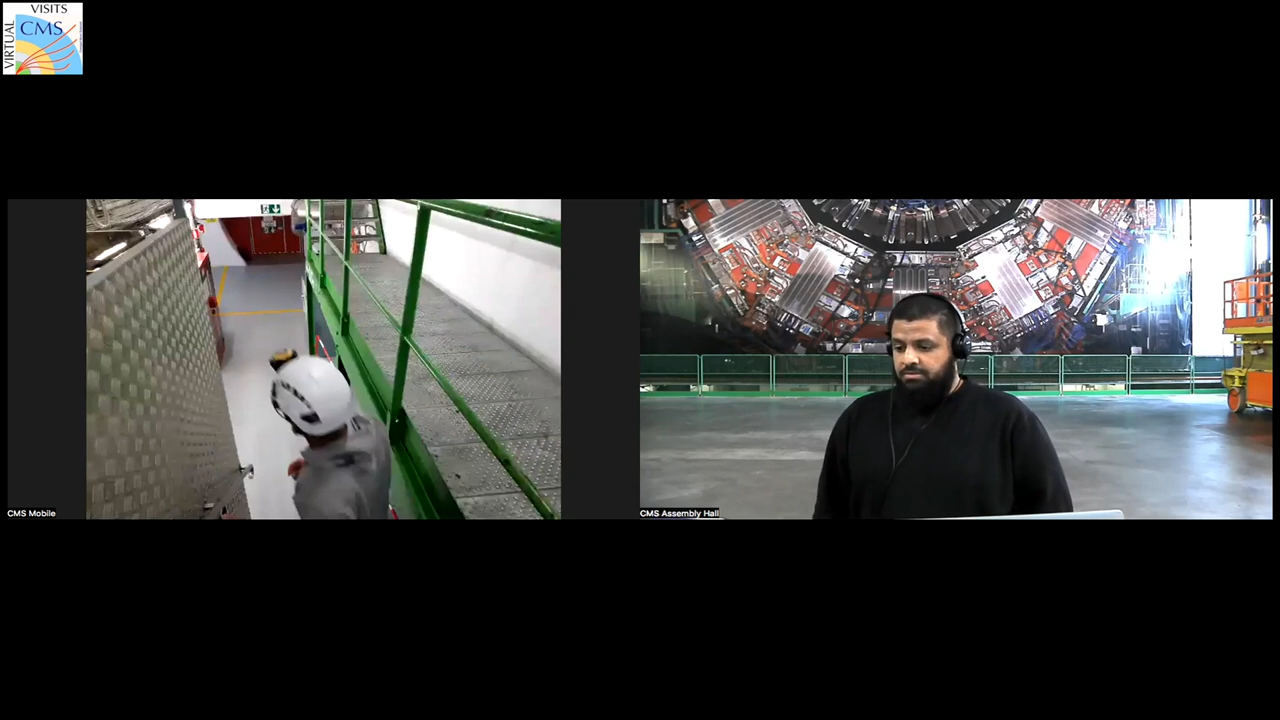 VISITS
CMS
VIRTUAL
CMS Mobile
CMS Assembly Hall